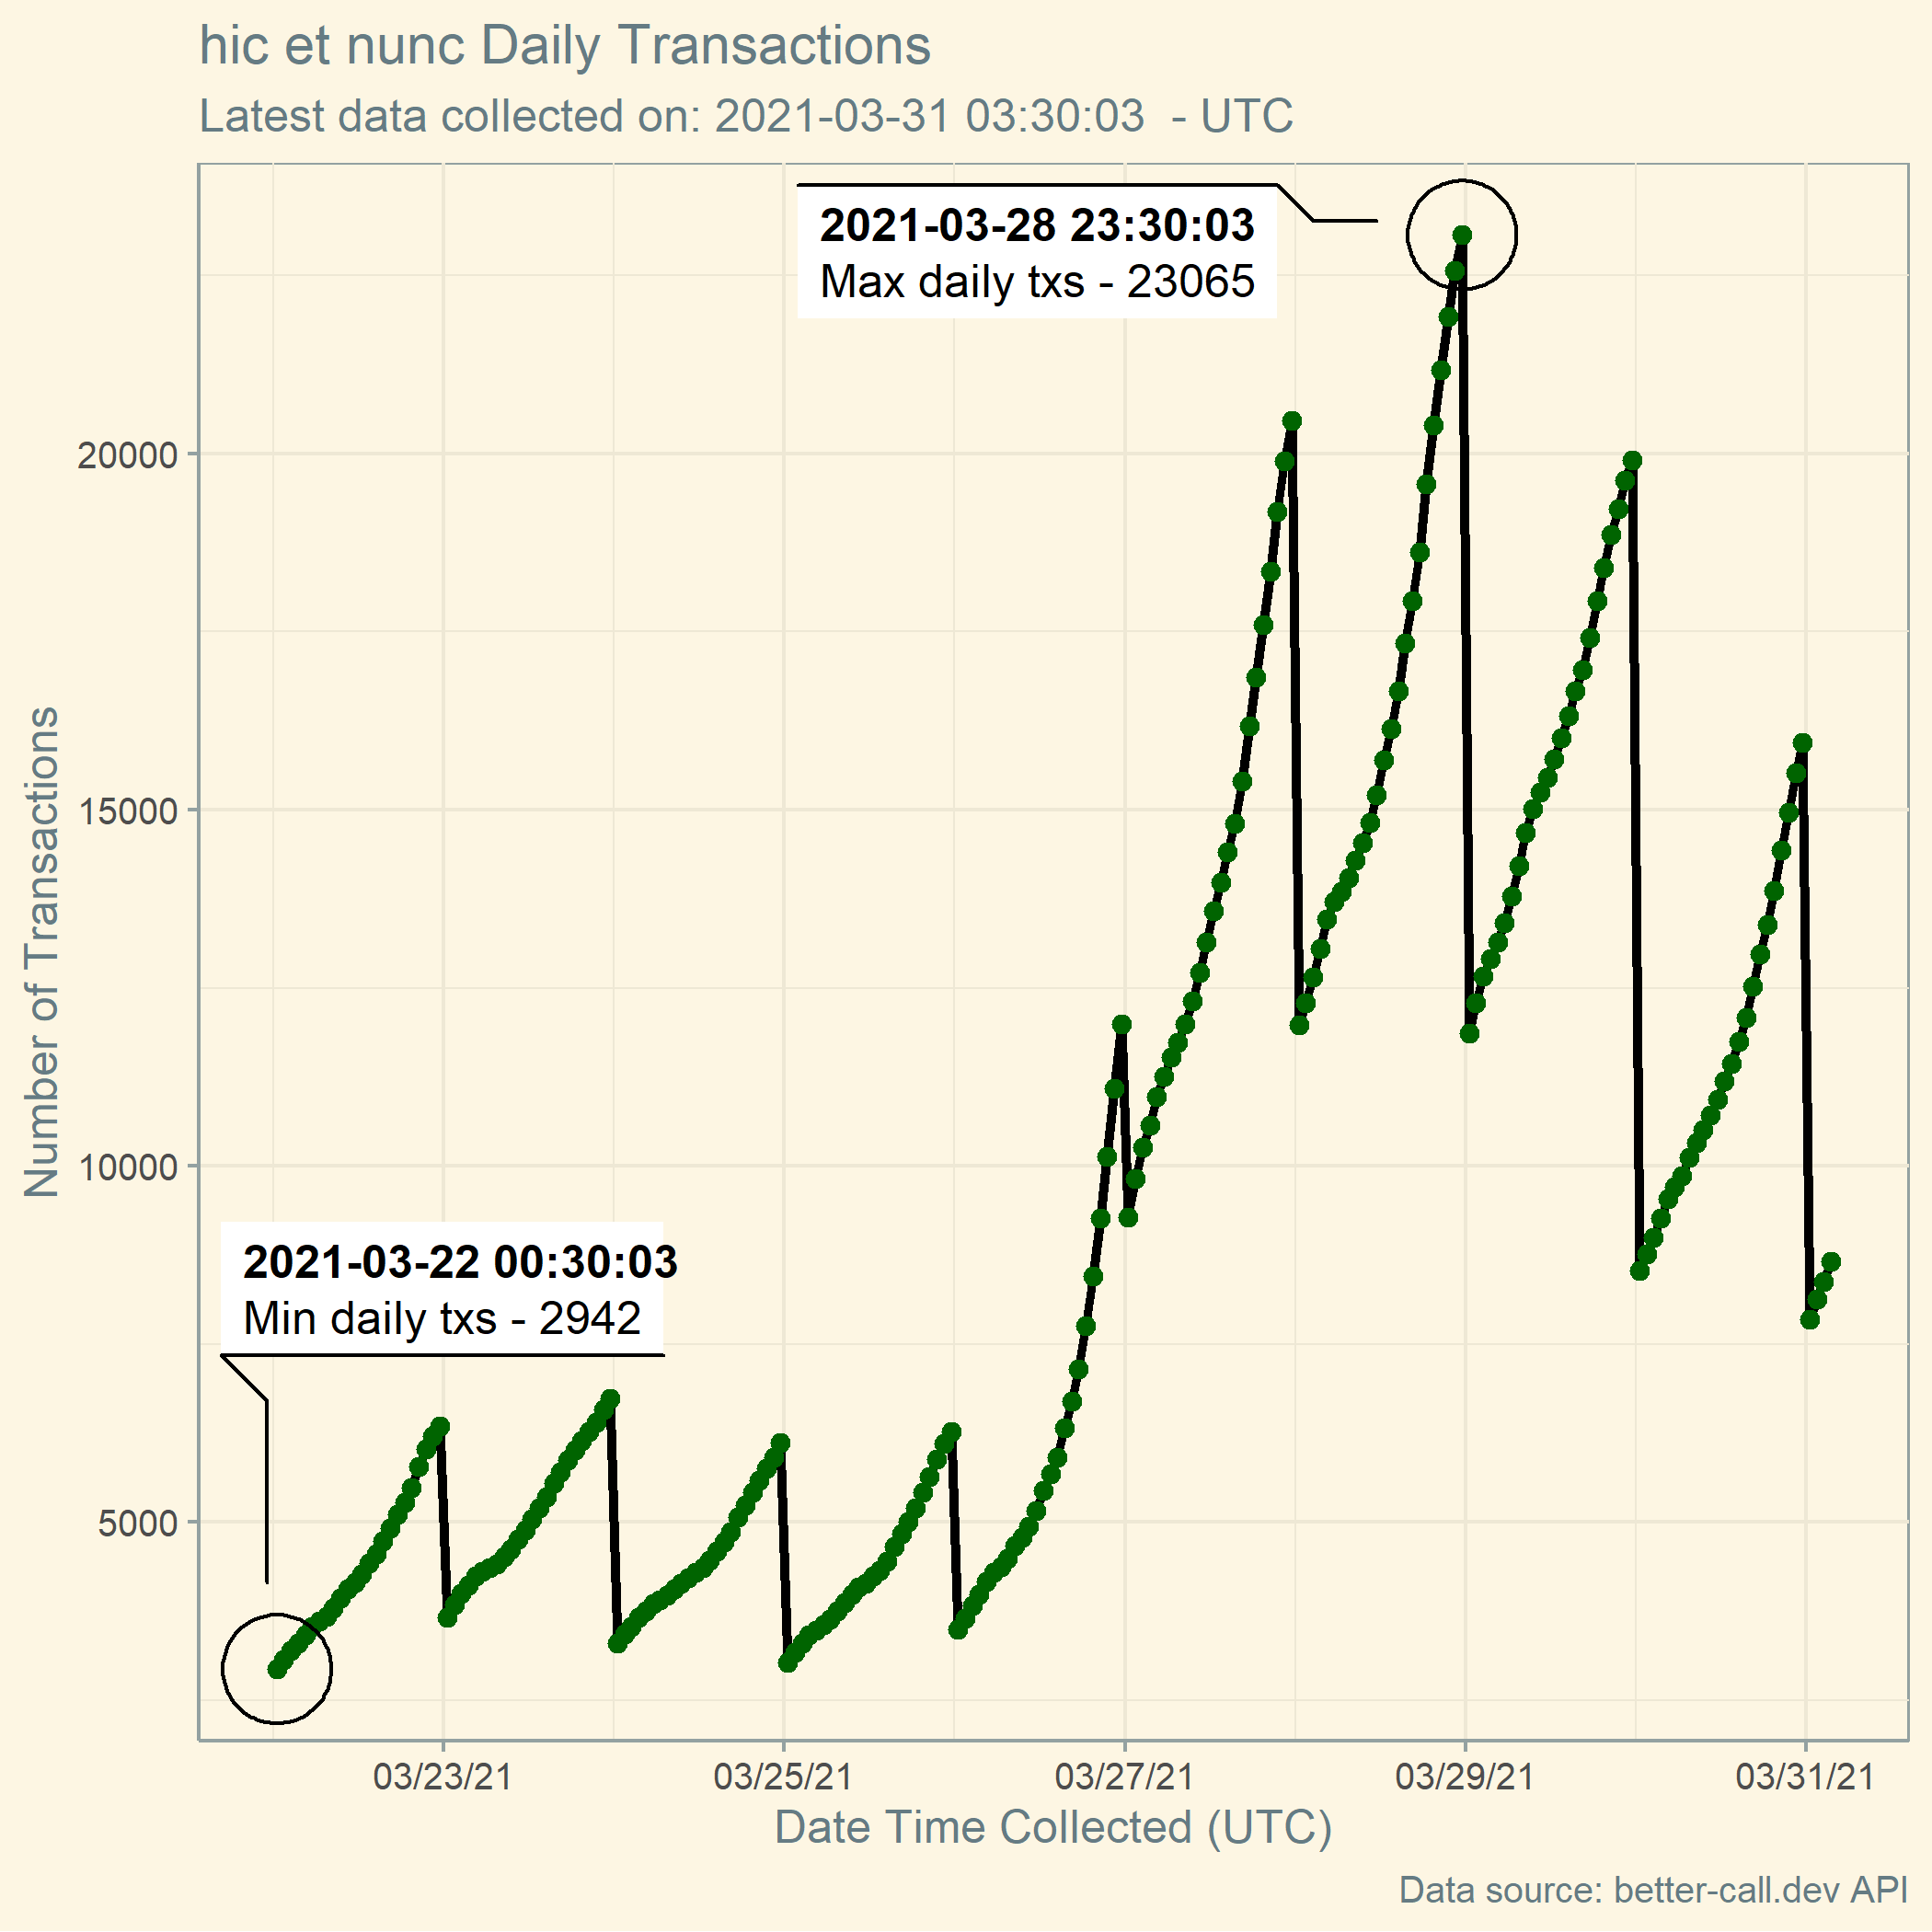 hic et nunc Daily Transactions
Latest data collected on: 2021-03-31 03:30:03  - UTC
2021-03-28 23:30:03
Max daily txs - 23065
20000
15000
10000
5000
Number of Transactions
2021-03-22 00:30:03
Min daily txs - 2942
03/23/21
03/25/21
03/27/21
03/29/21
03/31/21
Date Time Collected (UTC)
Data source: better-call.dev API